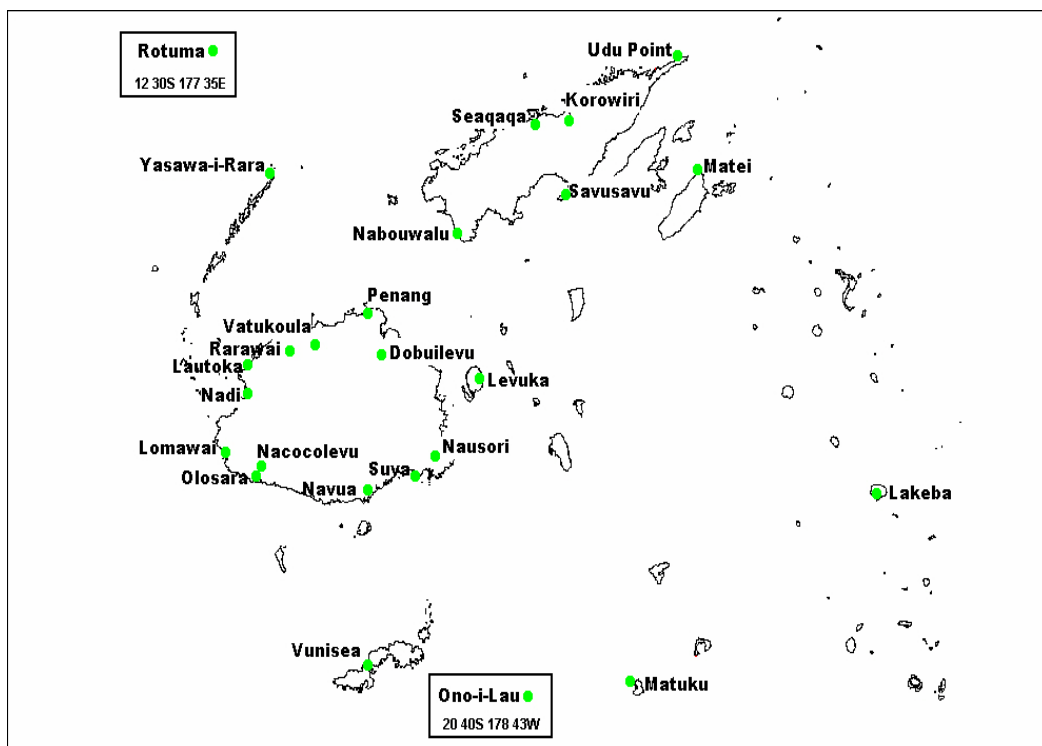 Rotuma
12 30S 177 35E
Udu Point
Korowiri
Seaqaqa
Yasawa-i-Rara
Matei
Savusavu
Nabouwalu
Penang
Vatukoula
Rarawai
Dobuilevu
Lautoka
Levuka
Nadi
Lomawai
Nacocolevu
Nausori
Suva
Olosara
Navua
Lakeba
Vunisea
Matuku
Ono-i-Lau
20 40S 178 43W